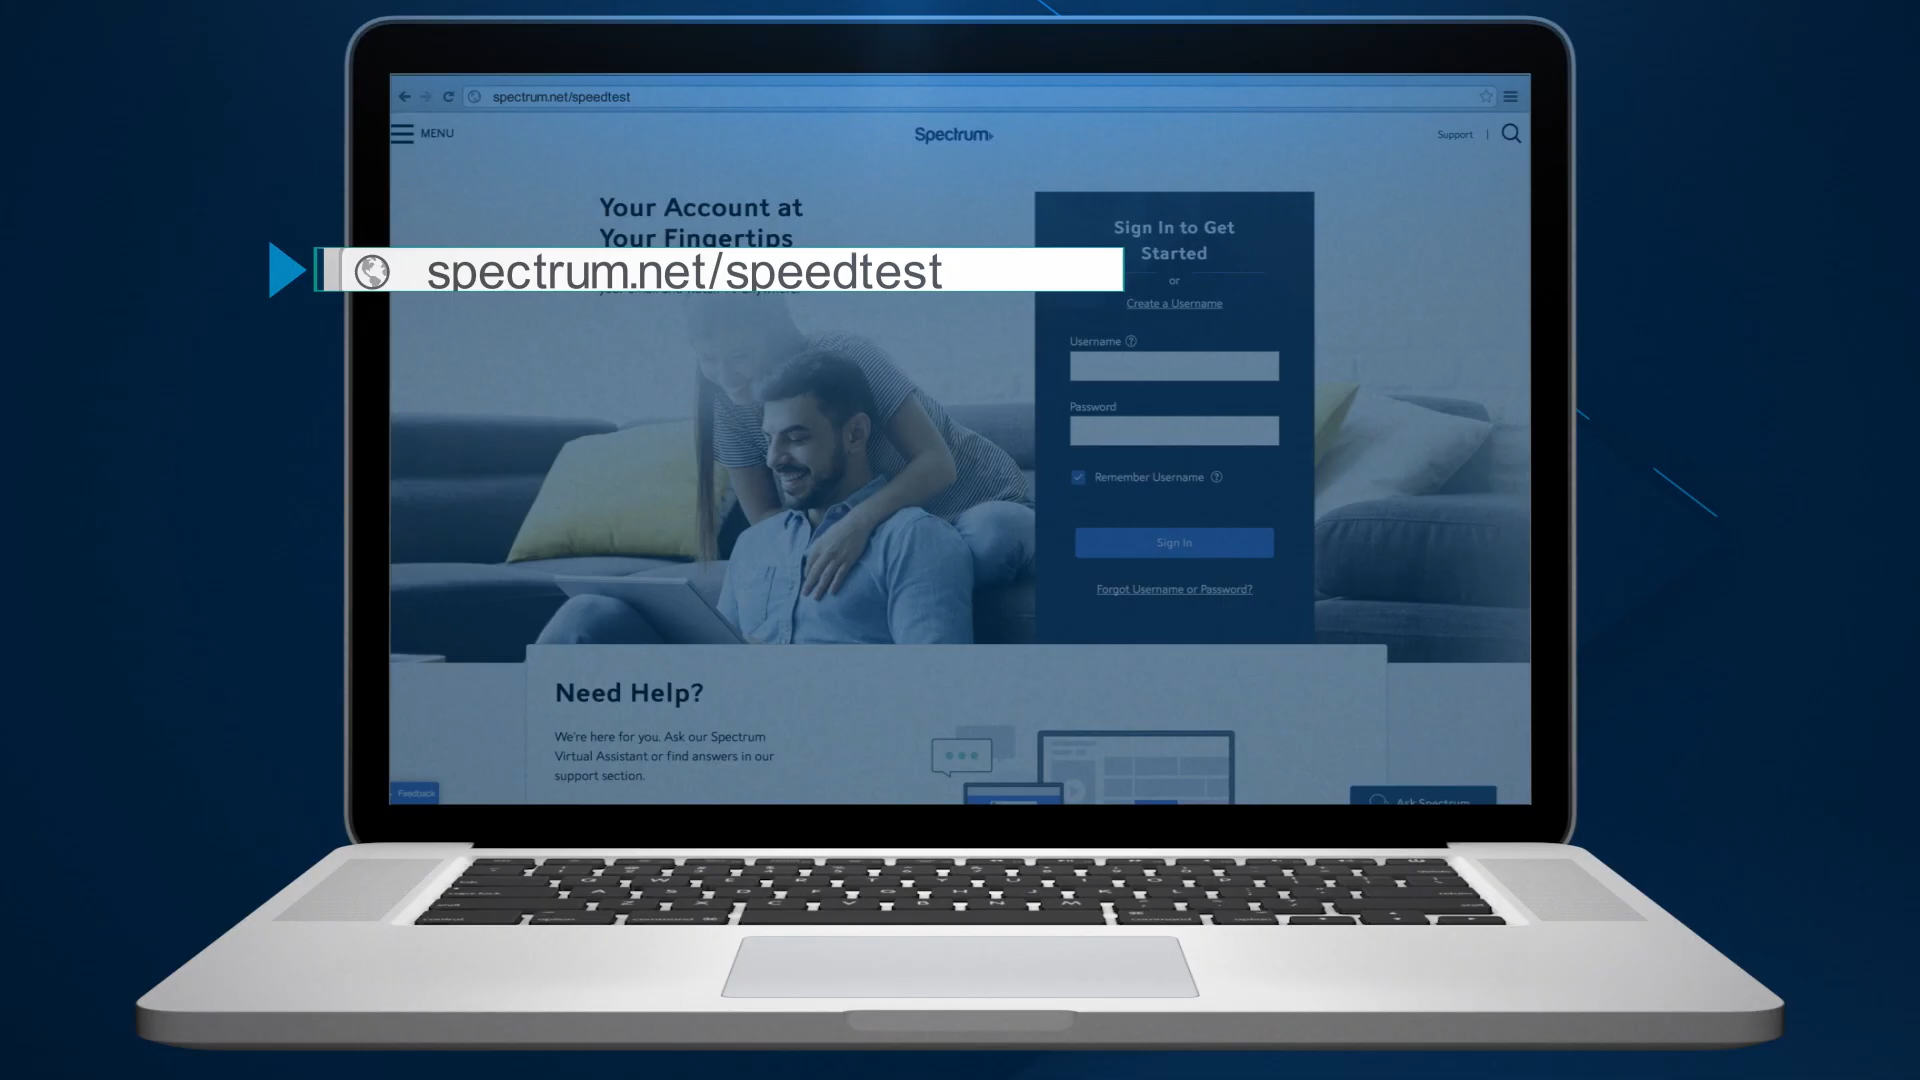 spectrum.net/speedtest
MENU
Spectrum
Support |
Your Account at
Your Fingertips
spectrum.net/speedtest
Sign In to Get
Started
or
Create a Username
Username
Password
Remember Username
Sign In
Forgot Username or Password?
Need Help?
We're here for you. Ask our Spectrum
Virtual Assistant or find answers in our
support section.
Feedback
Ask Spectrum